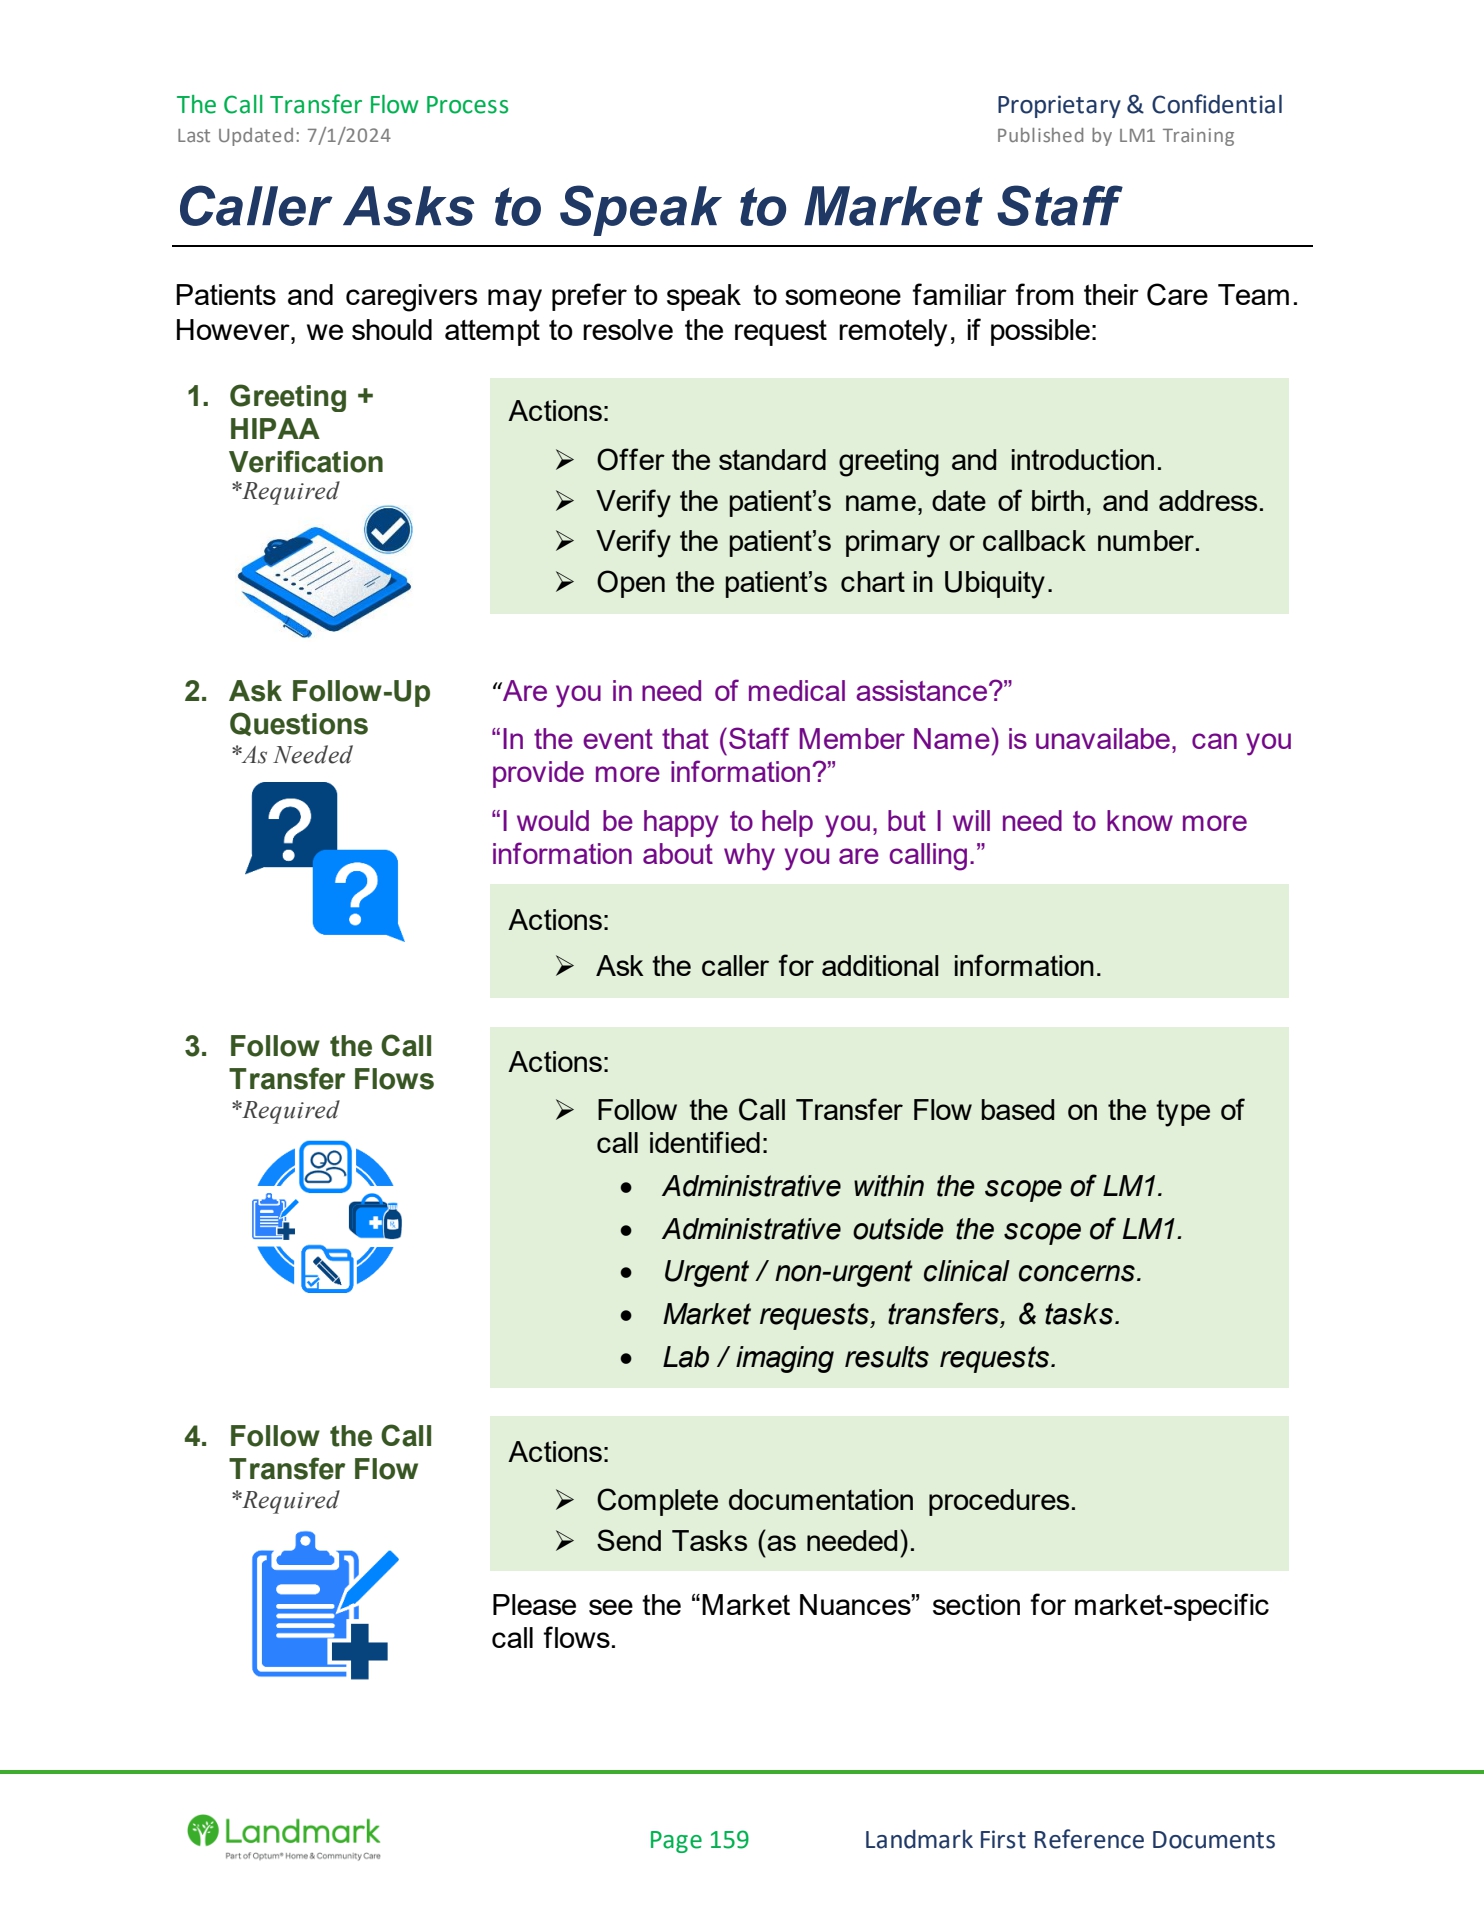 The Call Transfer Flow Process
Proprietary & Confidential
Last Updated: 7/1/2024
Published by LM1 Training
Caller Asks to Speak to Market Staff
Patients and caregivers may prefer to speak to someone familiar from their Care Team.
However, we should attempt to resolve the request remotely, if possible:
1. Greeting +
HIPAA
Verification
*Required
Actions:
➢ Offer the standard greeting and introduction.
➢ Verify the patient’s name, date of birth, and address.
➢ Verify the patient’s primary or callback number.
➢ Open the patient’s chart in Ubiquity.
2. Ask Follow-Up
Questions
*As Needed
“Are you in need of medical assistance?”
“In the event that (Staff Member Name) is unavailabe, can you
provide more information?”
“I would be happy to help you, but I will need to know more
information about why you are calling.”
Actions:
➢ Ask the caller for additional information.
3. Follow the Call
Transfer Flows
*Required
Actions:
➢ Follow the Call Transfer Flow based on the type of
call identified:
• Administrative within the scope of LM1.
• Administrative outside the scope of LM1.
• Urgent / non-urgent clinical concerns.
• Market requests, transfers, & tasks.
• Lab / imaging results requests.
4. Follow the Call
Transfer Flow
*Required
Actions:
➢ Complete documentation procedures.
➢ Send Tasks (as needed).
Please see the “Market Nuances” section for market-specific
call flows.
Landmark
Part of Optum® Home & Community Care
Page 159
Landmark First Reference Documents